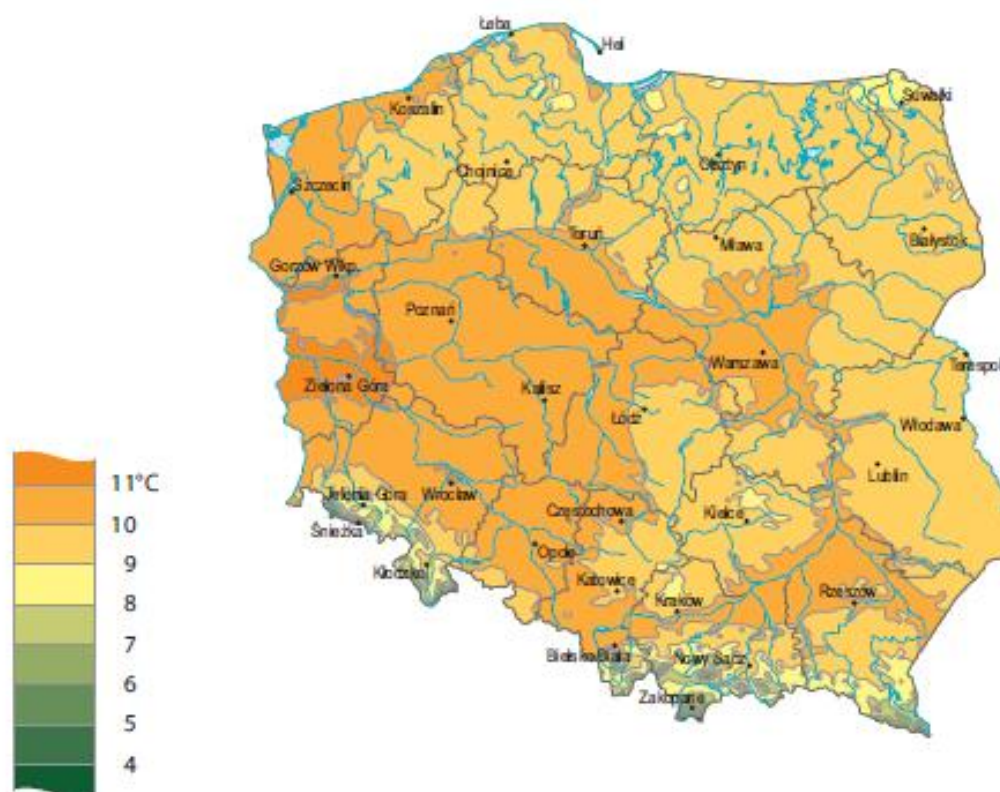 Łeba
Hel
Koszalin
Suwałki
Chojnice
Olsztyn
Szczecin
Toruń
Mława
Białystok
Gorzów Wlkp.
Poznań
Warszawa
Terespol
Zielona Góra
Kalisz
Łódź
Włodawa
11°C
Jelenia Góra
Wrocław
Lublin
10
Śnieżka
Częstochowa
Kielce
9
Kłodzko
Opole
8
Katowice
Kraków
Rzeszów
7
Bielsko-Biała
Nowy Sącz
6
Zakopane
5
4